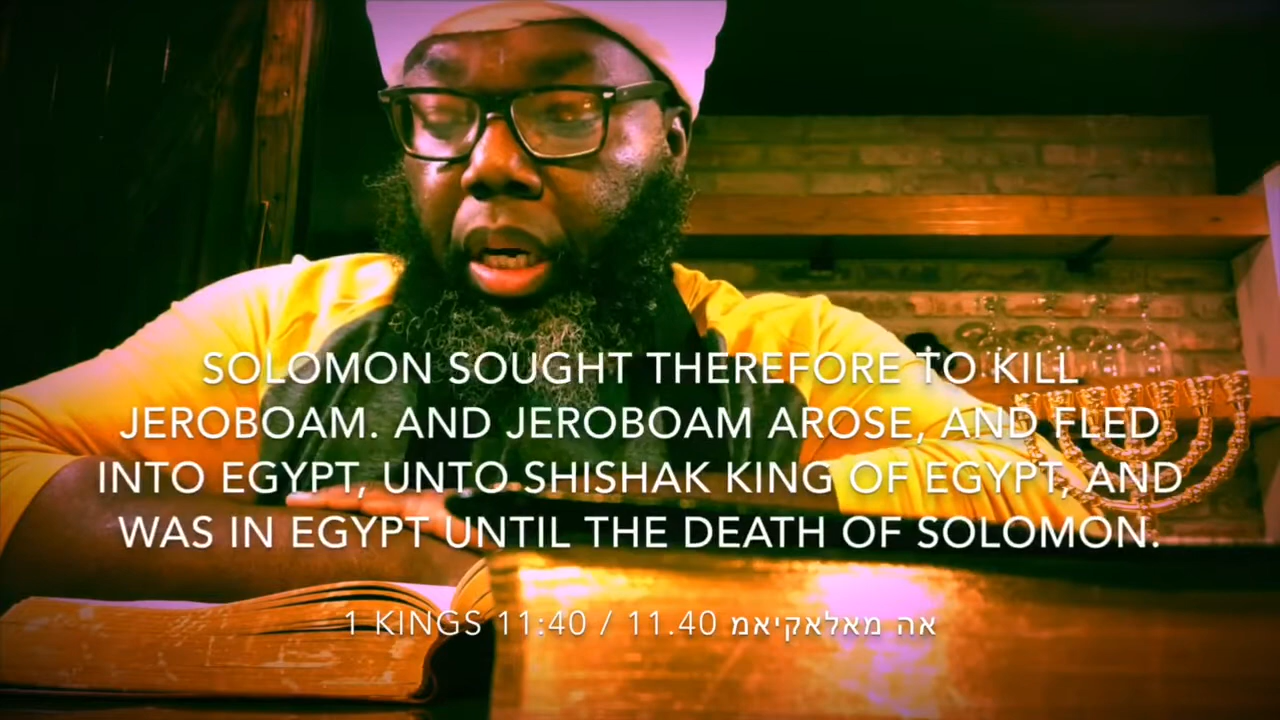 SOLOMON SOUGHT THEREFORE TO KILL
JEROBOAM. AND JEROBOAM AROSE, AND FLED
INTO EGYPT, UNTO SHISHAK KING OF EGYPT, AND
WAS IN EGYPT UNTIL THE DEATH OF SOLOMON.
1 KINGS 11:40 / 11.40 אה מאלאקיאמ